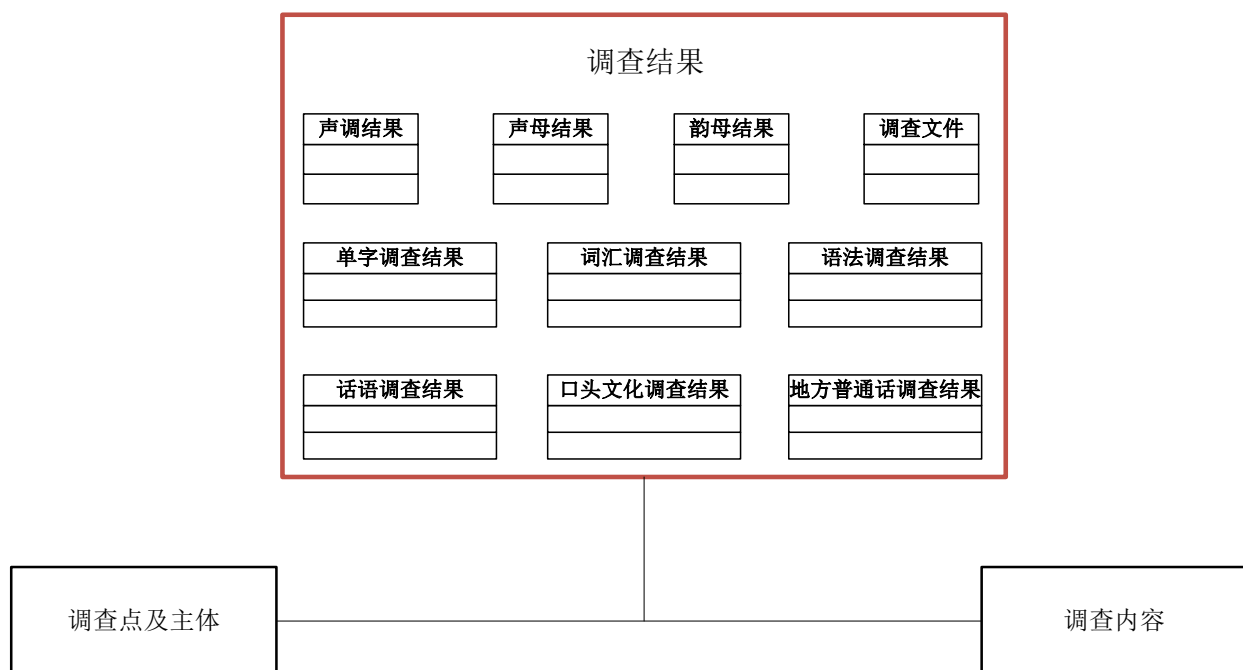 调查结果
声调结果
声母结果
韵母结果
调查文件
单字调查结果
词汇调查结果
语法调查结果
话语调查结果
口头文化调查结果
地方普通话调查结果
调查点及主体
调查内容